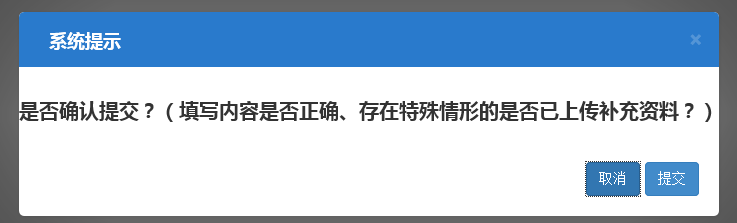 系统提示 ×
是否确认提交？（填写内容是否正确、存在特殊情形的是否已上传补充资料？）
取消 提交